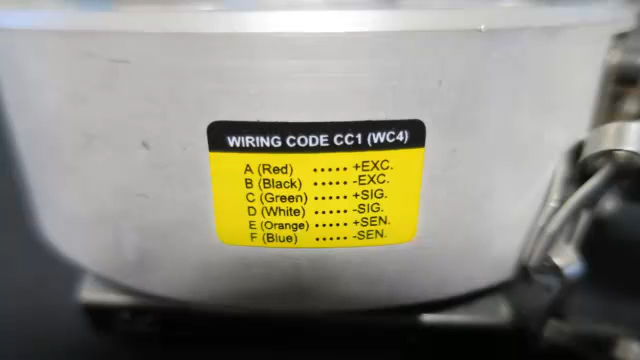 WIRING CODE CC1 (WC4)
A (Red) ..... +EXC.
B (Black) ..... -EXC.
C (Green) ..... +SIG.
D (White) ..... -SIG.
E (Orange) ..... +SEN.
F (Blue) ..... -SEN.